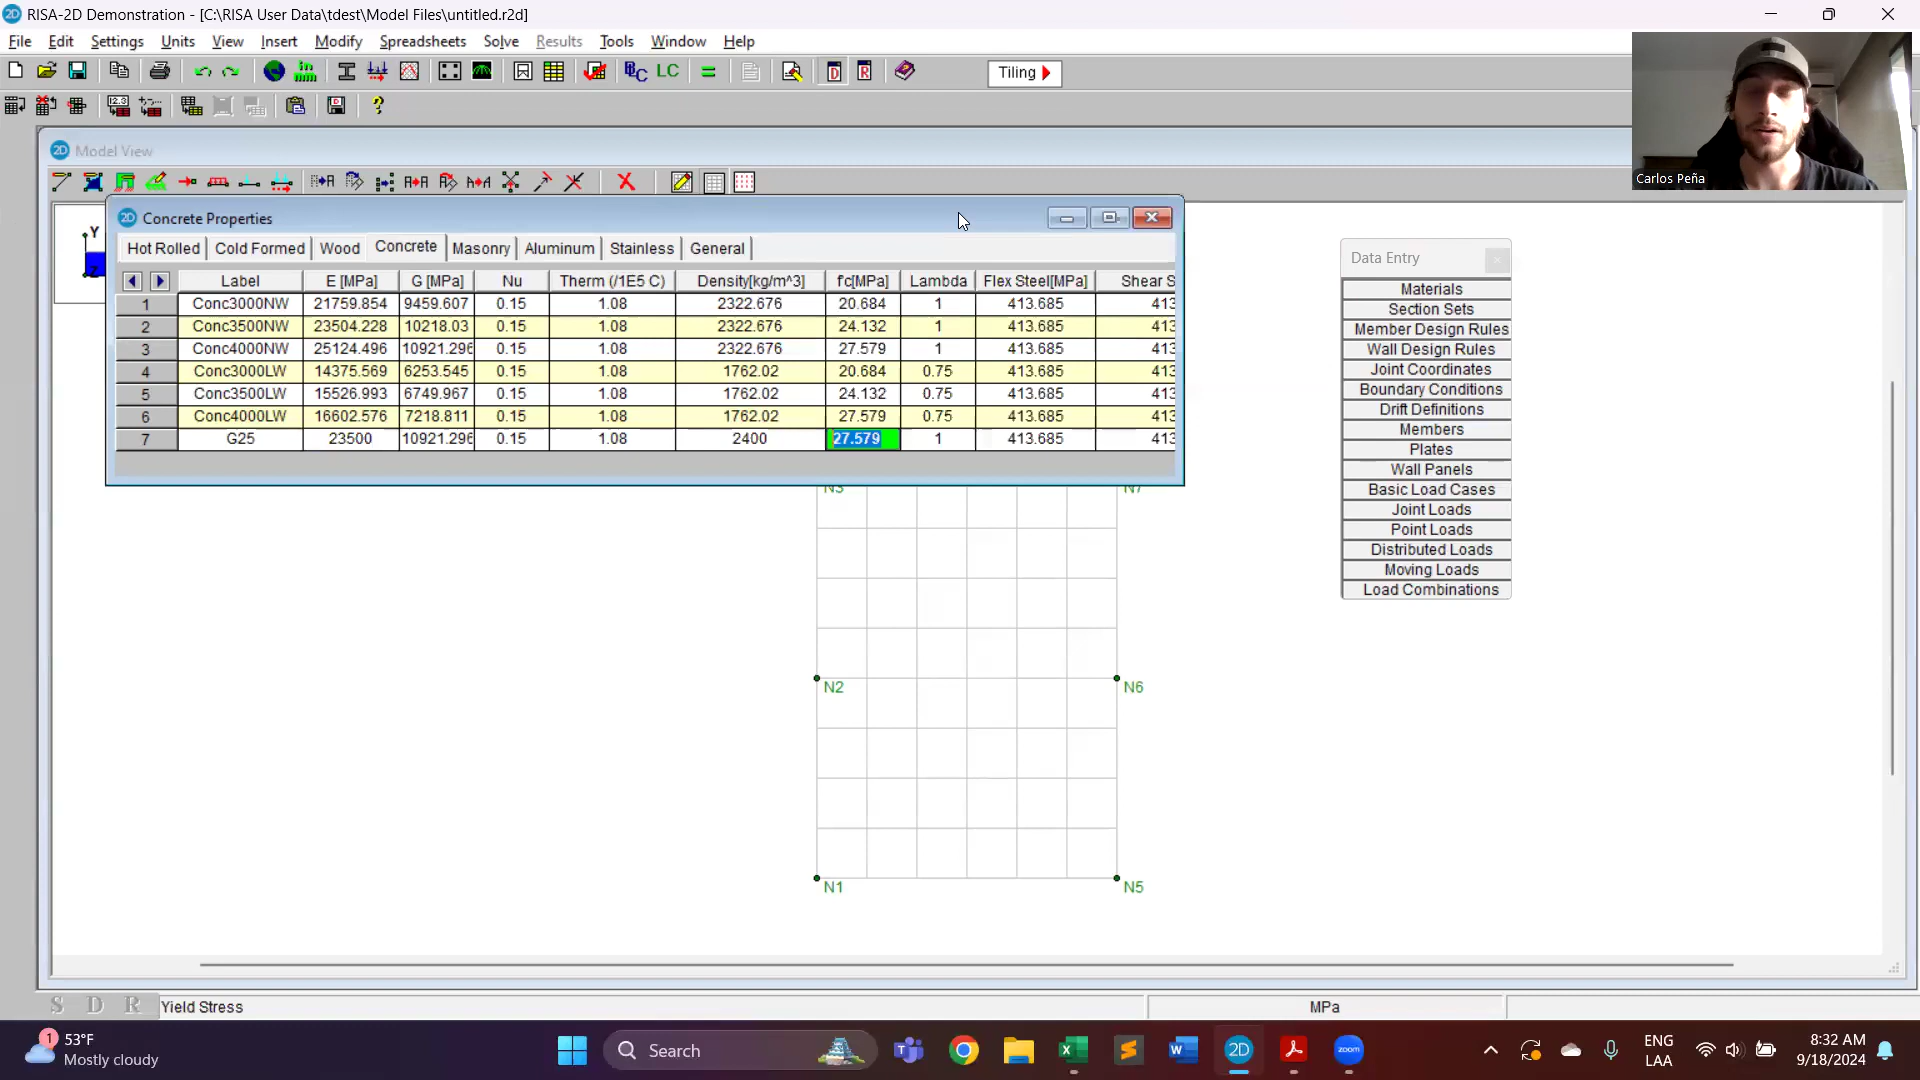 RISA-2D Demonstration - [C:\RISA User Data\tdest\Model Files\untitled.r2d]
File Edit Settings Units View Insert Modify Spreadsheets Solve Results Tools Window Help
BC LC = Tiling
Model View
Carlos Peña
Concrete Properties
Hot Rolled Cold Formed Wood Concrete Masonry Aluminum Stainless General
Label E [MPa] G [MPa] Nu Therm (/1E5 C) Density[kg/m^3] f'c[MPa] Lambda Flex Steel[MPa] Shear S
1 Conc3000NW 21759.854 9459.607 0.15 1.08 2322.676 20.684 1 413.685 413
2 Conc3500NW 23504.228 10218.03 0.15 1.08 2322.676 24.132 1 413.685 413
3 Conc4000NW 25124.496 10921.296 0.15 1.08 2322.676 27.579 1 413.685 413
4 Conc3000LW 14375.569 6253.545 0.15 1.08 1762.02 20.684 0.75 413.685 413
5 Conc3500LW 15526.993 6749.967 0.15 1.08 1762.02 24.132 0.75 413.685 413
6 Conc4000LW 16602.576 7218.811 0.15 1.08 1762.02 27.579 0.75 413.685 413
7 G25 23500 10921.296 0.15 1.08 2400 27.579 1 413.685 413
Y
Data Entry
Materials
Section Sets
Member Design Rules
Wall Design Rules
Joint Coordinates
Boundary Conditions
Drift Definitions
Members
Plates
Wall Panels
Basic Load Cases
Joint Loads
Point Loads
Distributed Loads
Moving Loads
Load Combinations
N3 N7
N2 N6
N1 N5
S D R Yield Stress MPa
1 53°F
Mostly cloudy
Search
2D
zoom
ENG
LAA
8:32 AM
9/18/2024